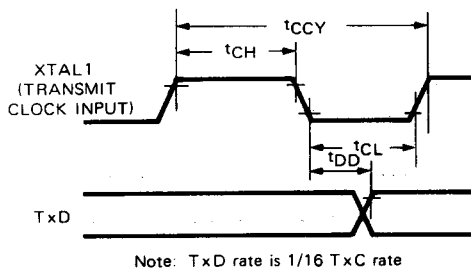 tCCY
tCH
XTAL1
(TRANSMIT
CLOCK INPUT)
tCL
tDD
TxD
Note: TxD rate is 1/16 TxC rate